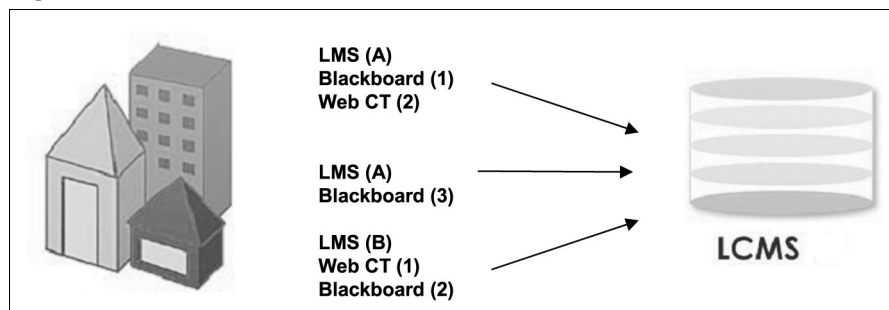 LMS (A)
Blackboard (1)
Web CT (2)
LMS (A)
Blackboard (3)
LMS (B)
Web CT (1)
Blackboard (2)
LCMS